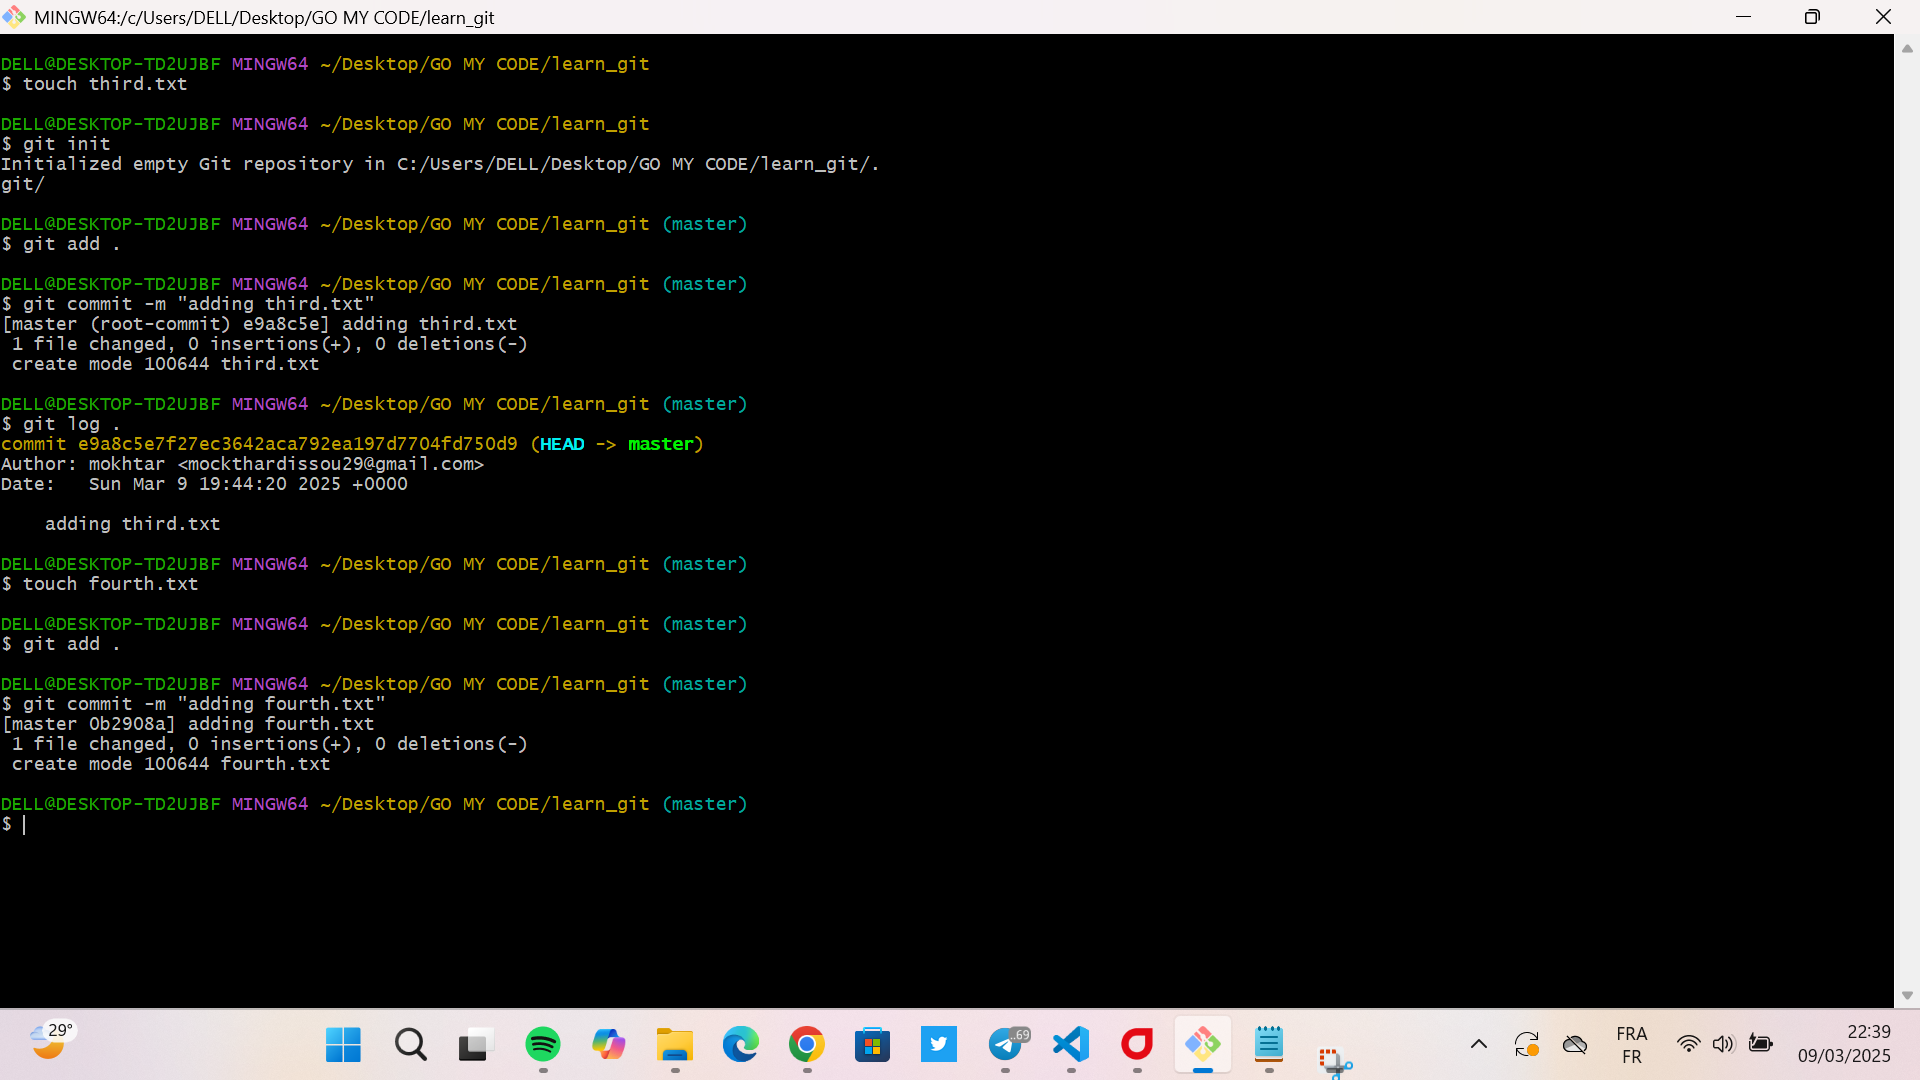 MINGW64:/c/Users/DELL/Desktop/GO MY CODE/learn_git
DELL@DESKTOP-TD2UJBF MINGW64 ~/Desktop/GO MY CODE/learn_git
$ touch third.txt
DELL@DESKTOP-TD2UJBF MINGW64 ~/Desktop/GO MY CODE/learn_git
$ git init
Initialized empty Git repository in C:/Users/DELL/Desktop/GO MY CODE/learn_git/.
git/
DELL@DESKTOP-TD2UJBF MINGW64 ~/Desktop/GO MY CODE/learn_git (master)
$ git add .
DELL@DESKTOP-TD2UJBF MINGW64 ~/Desktop/GO MY CODE/learn_git (master)
$ git commit -m "adding third.txt"
[master (root-commit) e9a8c5e] adding third.txt
 1 file changed, 0 insertions(+), 0 deletions(-)
 create mode 100644 third.txt
DELL@DESKTOP-TD2UJBF MINGW64 ~/Desktop/GO MY CODE/learn_git (master)
$ git log .
commit e9a8c5e7f27ec3642aca792ea197d7704fd750d9 (HEAD -> master)
Author: mokhtar <mockthardissou29@gmail.com>
Date:   Sun Mar 9 19:44:20 2025 +0000
    adding third.txt
DELL@DESKTOP-TD2UJBF MINGW64 ~/Desktop/GO MY CODE/learn_git (master)
$ touch fourth.txt
DELL@DESKTOP-TD2UJBF MINGW64 ~/Desktop/GO MY CODE/learn_git (master)
$ git add .
DELL@DESKTOP-TD2UJBF MINGW64 ~/Desktop/GO MY CODE/learn_git (master)
$ git commit -m "adding fourth.txt"
[master 0b2908a] adding fourth.txt
 1 file changed, 0 insertions(+), 0 deletions(-)
 create mode 100644 fourth.txt
DELL@DESKTOP-TD2UJBF MINGW64 ~/Desktop/GO MY CODE/learn_git (master)
$
29°
..69
FRA
FR
22:39
09/03/2025